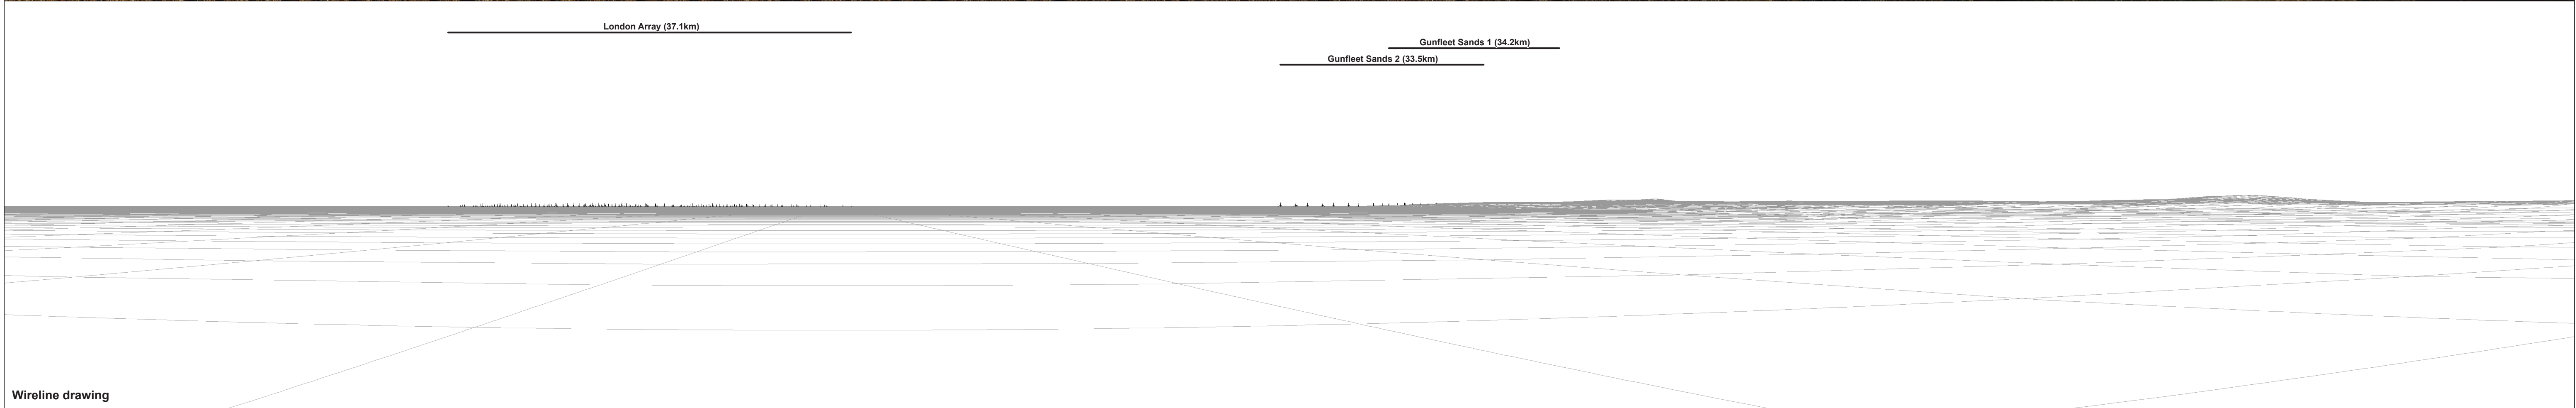 London Array (37.1km)
Gunfleet Sands 1 (34.2km)
Gunfleet Sands 2 (33.5km)
Wireline drawing